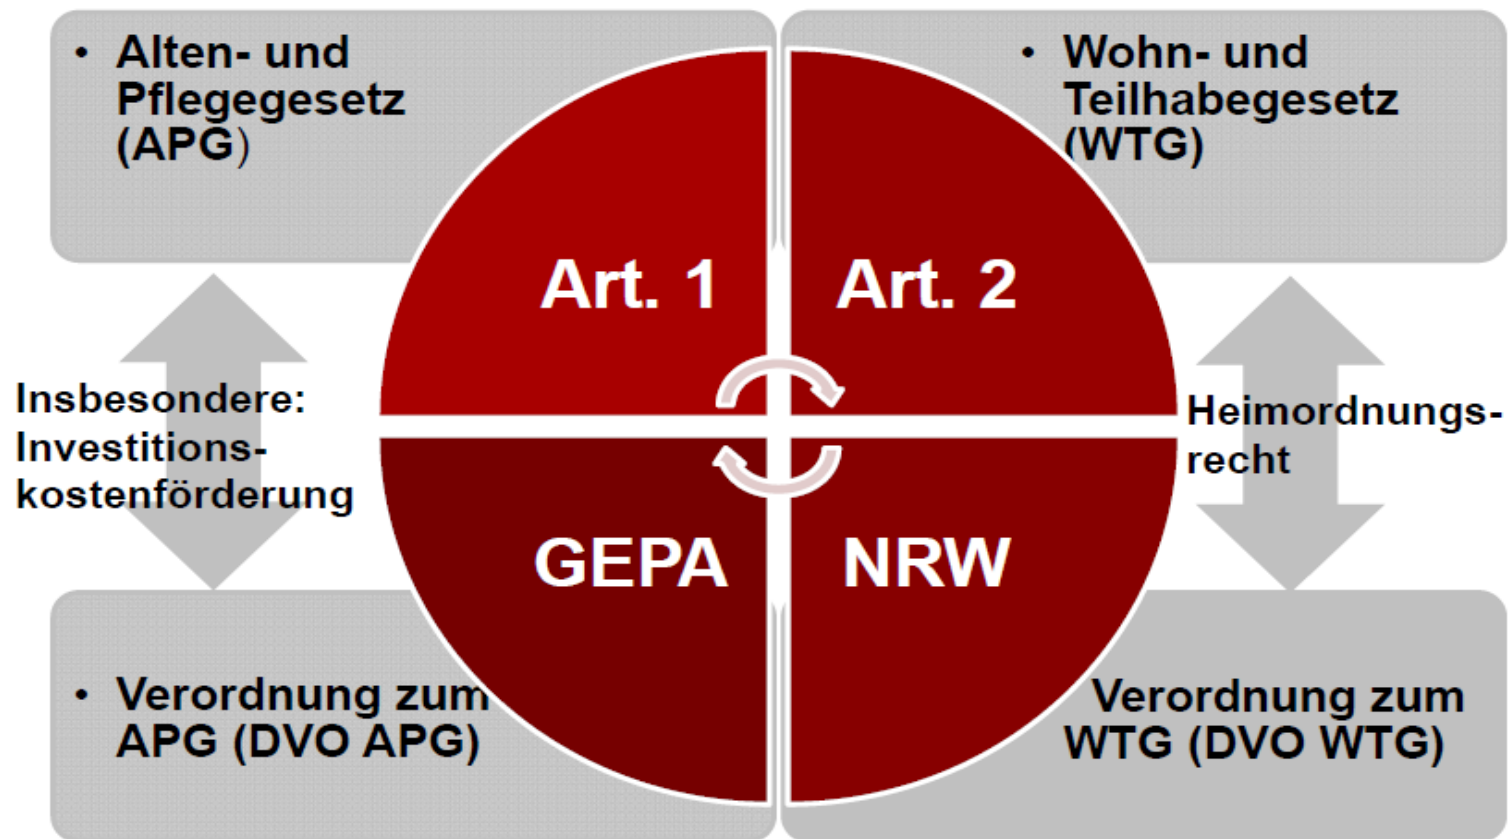 • Alten- und
Pflegegesetz
(APG)
• Wohn- und
Teilhabegesetz
(WTG)
Art. 1
Art. 2
Insbesondere:
Investitions-
kostenförderung
Heimordnungs-
recht
GEPA
NRW
• Verordnung zum
APG (DVO APG)
Verordnung zum
WTG (DVO WTG)